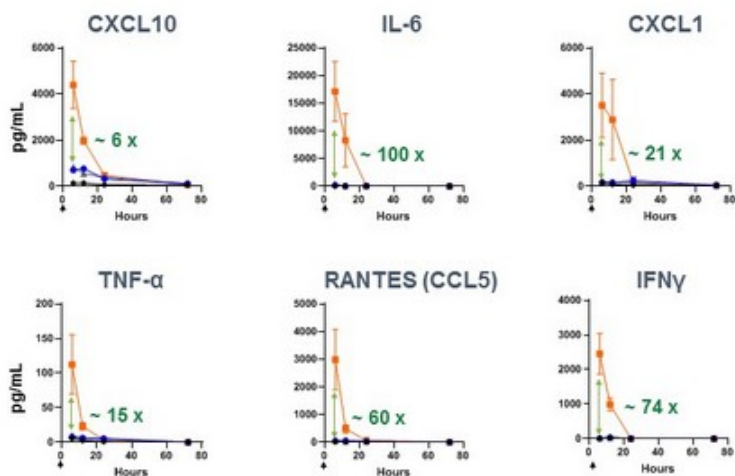 CXCL10
6000
4000
2000
0
pg/mL
~ 6 x
0 20 40 60 80
Hours
IL-6
25000
20000
15000
10000
5000
0
~ 100 x
0 20 40 60 80
Hours
CXCL1
6000
4000
2000
0
~ 21 x
0 20 40 60 80
Hours
TNF-α
200
150
100
50
0
pg/mL
~ 15 x
0 20 40 60 80
Hours
RANTES (CCL5)
5000
4000
3000
2000
1000
0
~ 60 x
0 20 40 60 80
Hours
IFNγ
4000
3000
2000
1000
0
~ 74 x
0 20 40 60 80
Hours